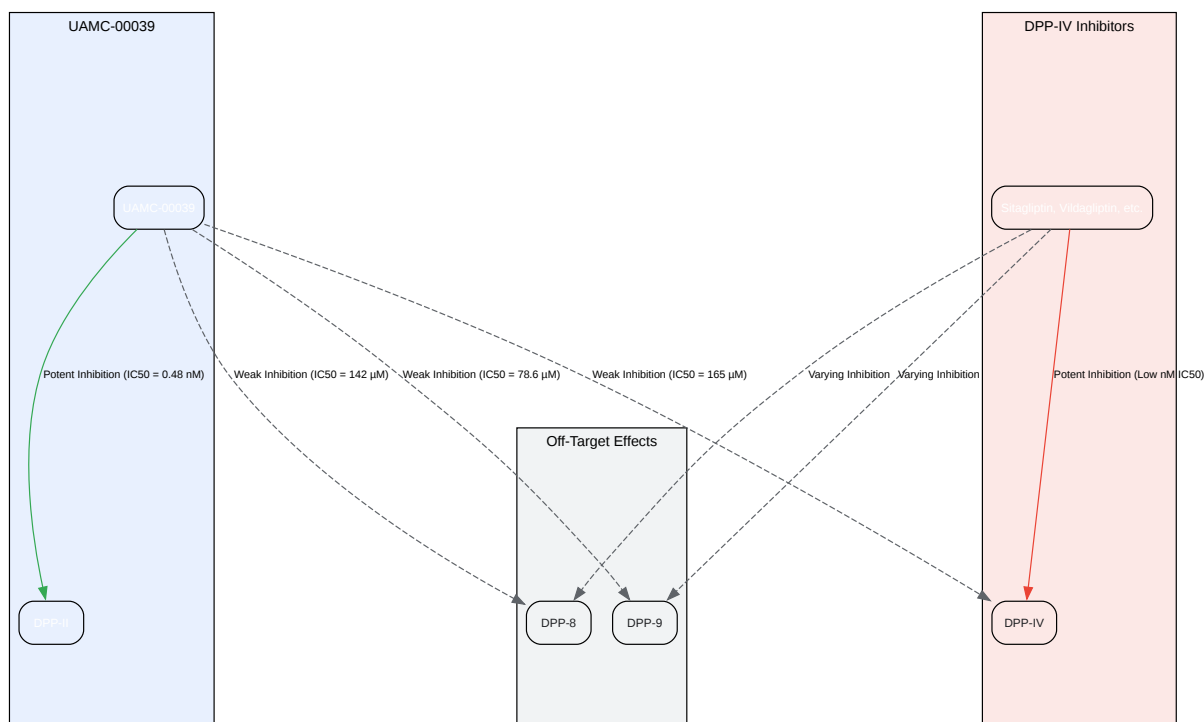 UAMC-00039
DPP-IV Inhibitors
UAMC-00039
Sitagliptin, Vildagliptin, etc.
Potent Inhibition (IC50 = 0.48 nM)
Weak Inhibition (IC50 = 142 µM)
Weak Inhibition (IC50 = 78.6 µM)
Weak Inhibition (IC50 = 165 µM)
Varying Inhibition
Varying Inhibition
Potent Inhibition (Low nM IC50)
Off-Target Effects
DPP-II
DPP-8
DPP-9
DPP-IV